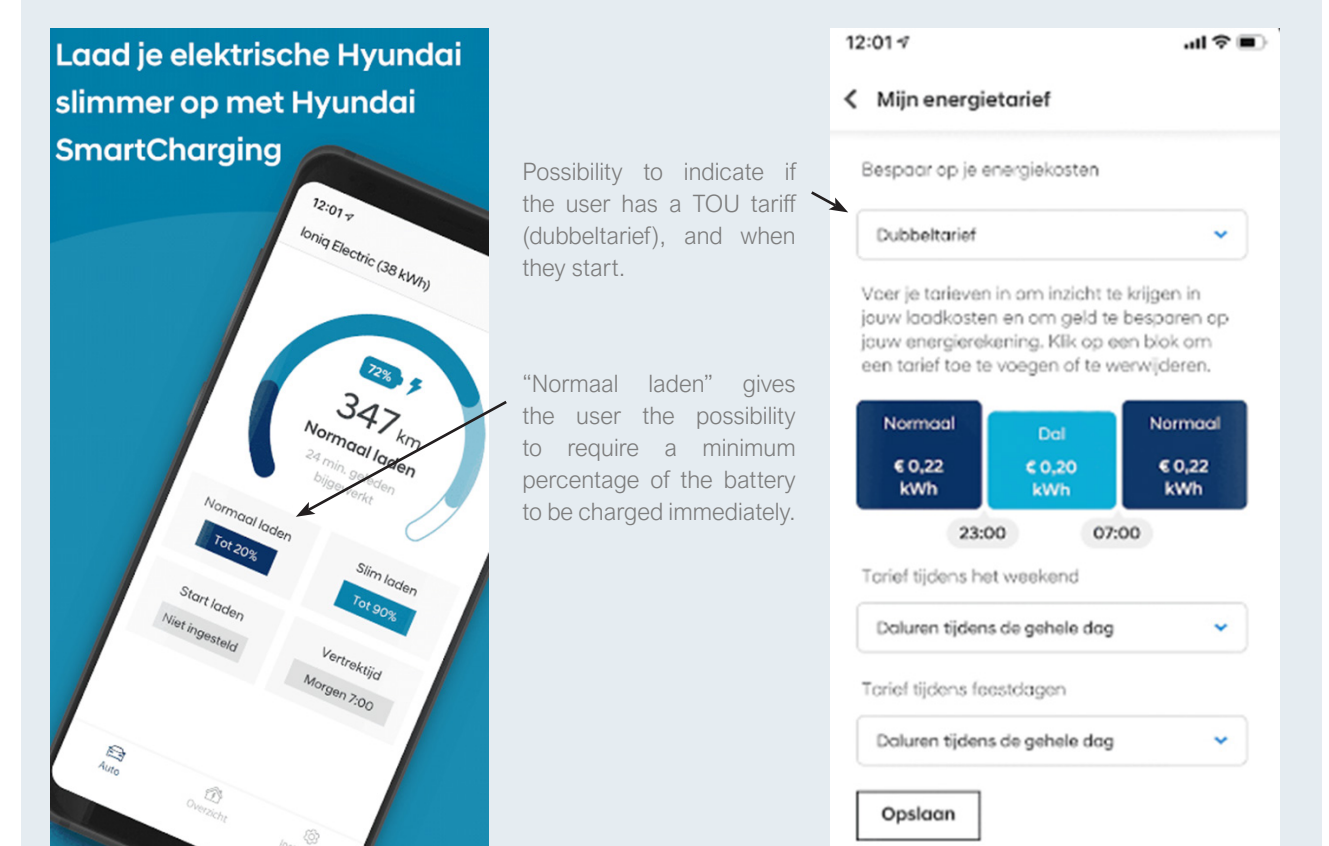 Laad je elektrische Hyundai
slimmer op met Hyundai
SmartCharging
12:01
Ioniq Electric (38 kWh)
72%
347 km
Normaal laden
24 min. geleden
bijgewerkt
Normaal laden
Tot 20%
Slim laden
Tot 90%
Start laden
Niet ingesteld
Vertrektijd
Morgen 7:00
Auto
Overzicht
Possibility to indicate if
the user has a TOU tariff
(dubbeltarief), and when
they start.
“Normaal laden” gives
the user the possibility
to require a minimum
percentage of the battery
to be charged immediately.
12:01
Mijn energietarief
Bespaar op je energiekosten
Dubbeltarief
Voer je tarieven in om inzicht te krijgen in
jouw laadkosten en om geld te besparen op
jouw energierekening. Klik op een blok om
een tarief toe te voegen of te werwijderen.
Normaal
€ 0,22
kWh
Dal
€ 0,20
kWh
Normaal
€ 0,22
kWh
23:00
07:00
Tarief tijdens het weekend
Daluren tijdens de gehele dag
Tarief tijdens feestdagen
Daluren tijdens de gehele dag
Opslaan